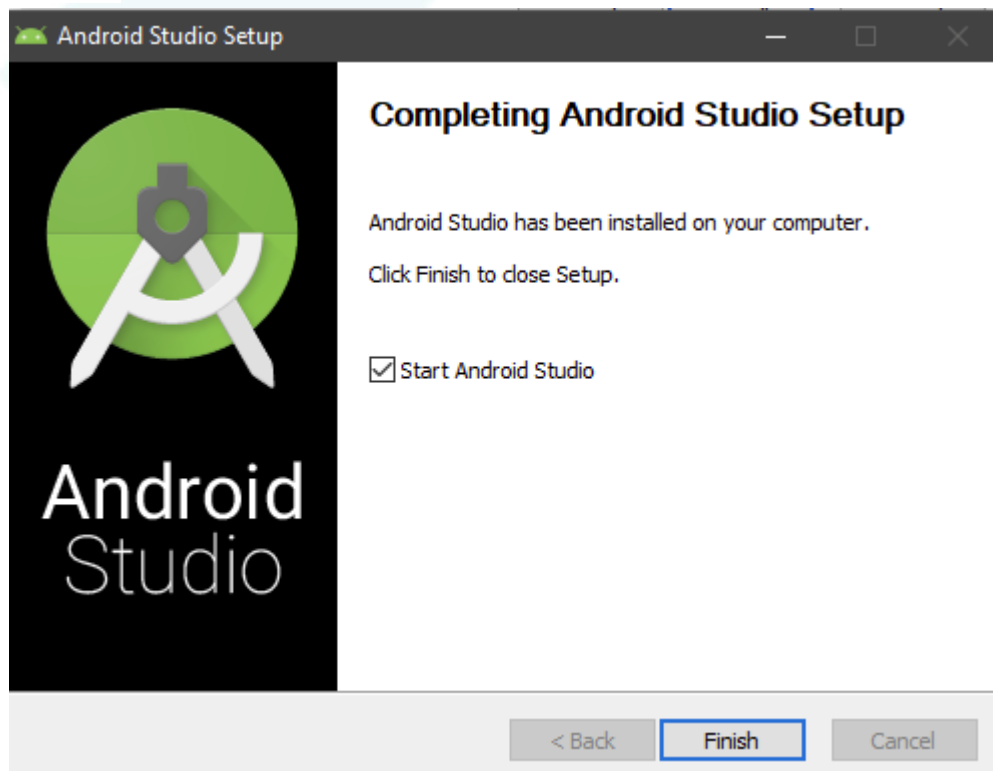 Android Studio Setup
Completing Android Studio Setup
Android Studio has been installed on your computer.
Click Finish to close Setup.
Start Android Studio
Android
Studio
< Back
Finish
Cancel